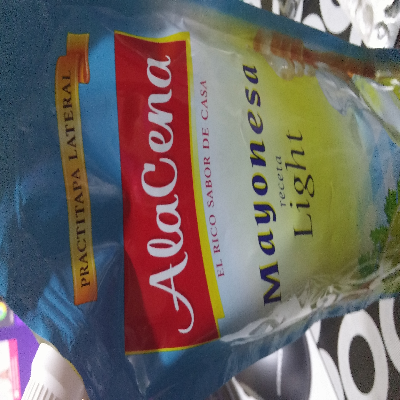 PRACTITAPA LATERAL
AlaCena
EL RICO SABOR DE CASA
Mayonesa
receta
Light